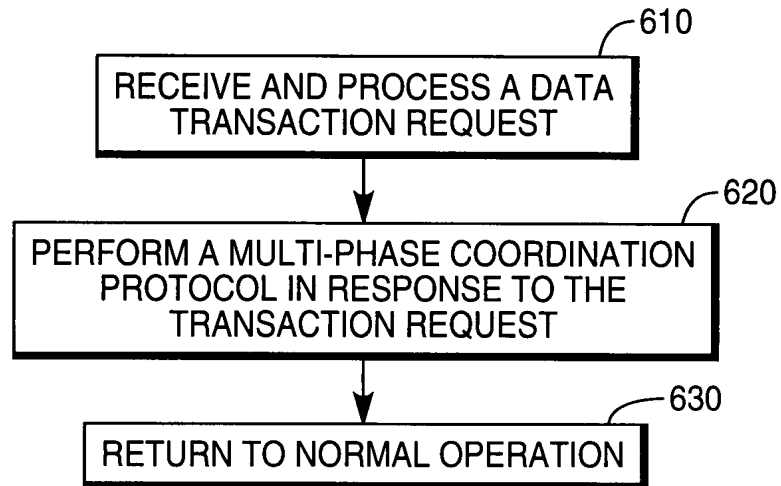 610
RECEIVE AND PROCESS A DATA
TRANSACTION REQUEST
620
PERFORM A MULTI-PHASE COORDINATION
PROTOCOL IN RESPONSE TO THE
TRANSACTION REQUEST
630
RETURN TO NORMAL OPERATION